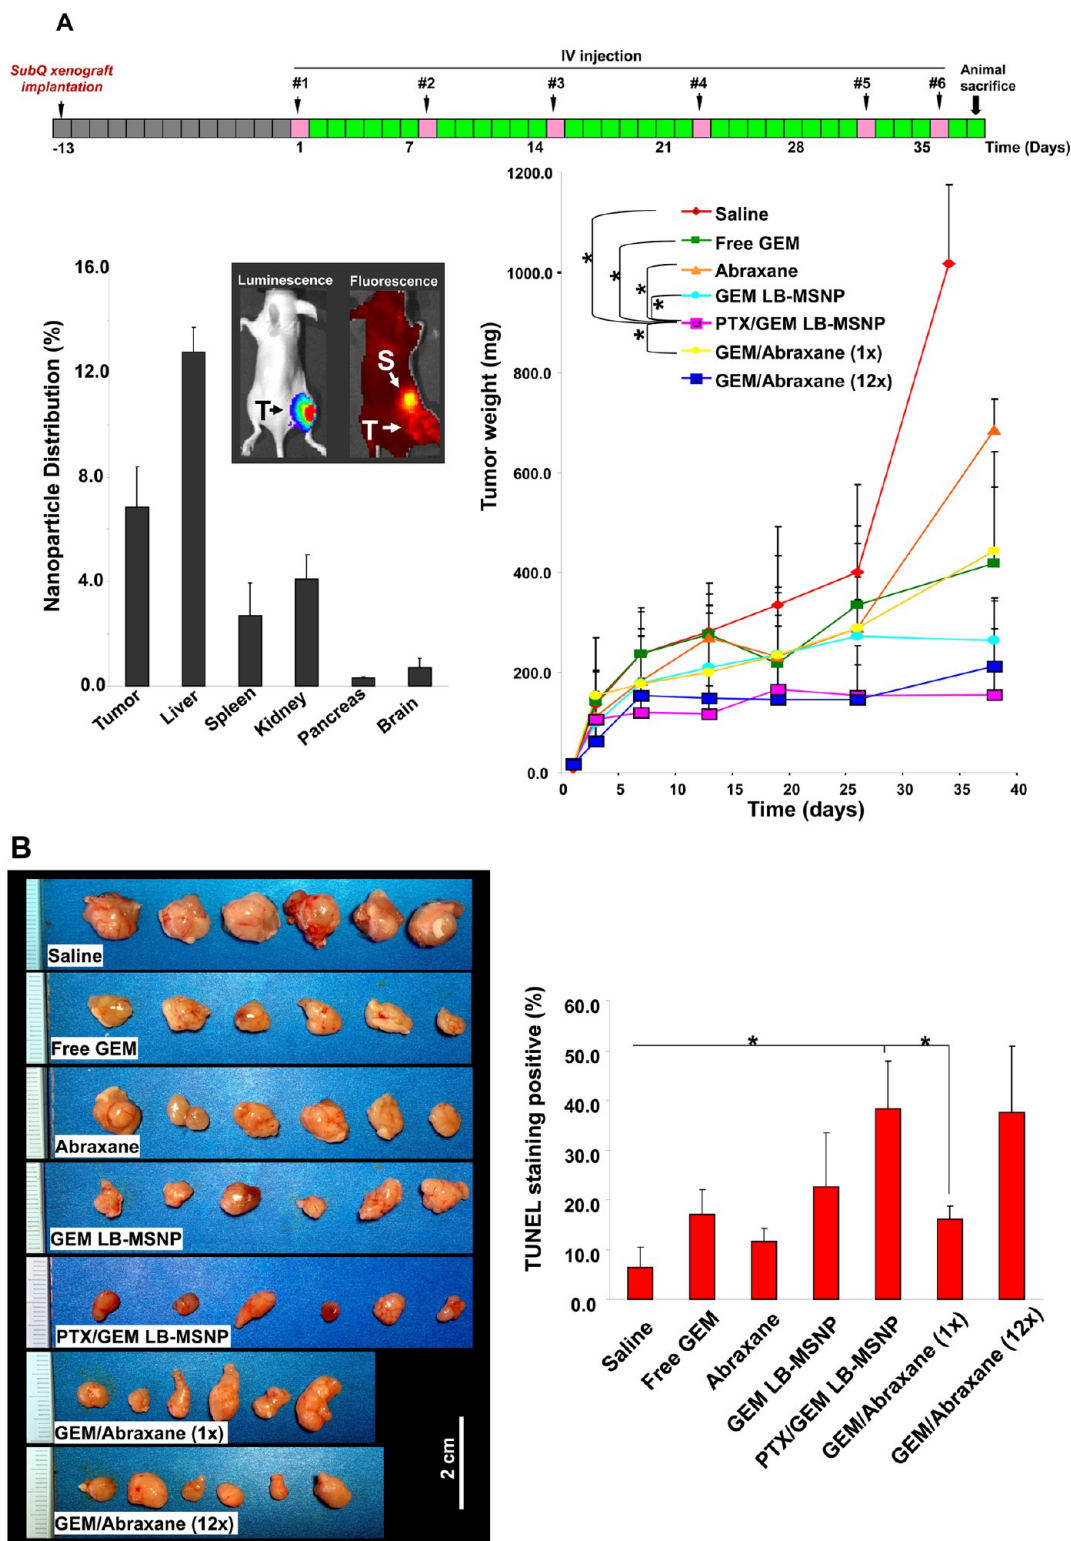 A
IV injection
SubQ xenograft
implantation
#1 #2 #3 #4 #5 #6
Animal
sacrifice
-13 1 7 14 21 28 35 Time (Days)
Nanoparticle Distribution (%)
16.0
12.0
8.0
4.0
0.0
Luminescence Fluorescence
T
S
T
Tumor Liver Spleen Kidney Pancreas Brain
Tumor weight (mg)
1200.0
1000.0
800.0
600.0
400.0
200.0
0.0
* Saline
* Free GEM
* Abraxane
* GEM LB-MSNP
PTX/GEM LB-MSNP
* GEM/Abraxane (1x)
GEM/Abraxane (12x)
0 5 10 15 20 25 30 35 40
Time (days)
B
Saline
Free GEM
Abraxane
GEM LB-MSNP
PTX/GEM LB-MSNP
GEM/Abraxane (1x)
GEM/Abraxane (12x)
2 cm
TUNEL staining positive (%)
60.0
50.0
40.0
30.0
20.0
10.0
0.0
* *
Saline
Free GEM
Abraxane
GEM LB-MSNP
PTX/GEM LB-MSNP
GEM/Abraxane (1x)
GEM/Abraxane (12x)